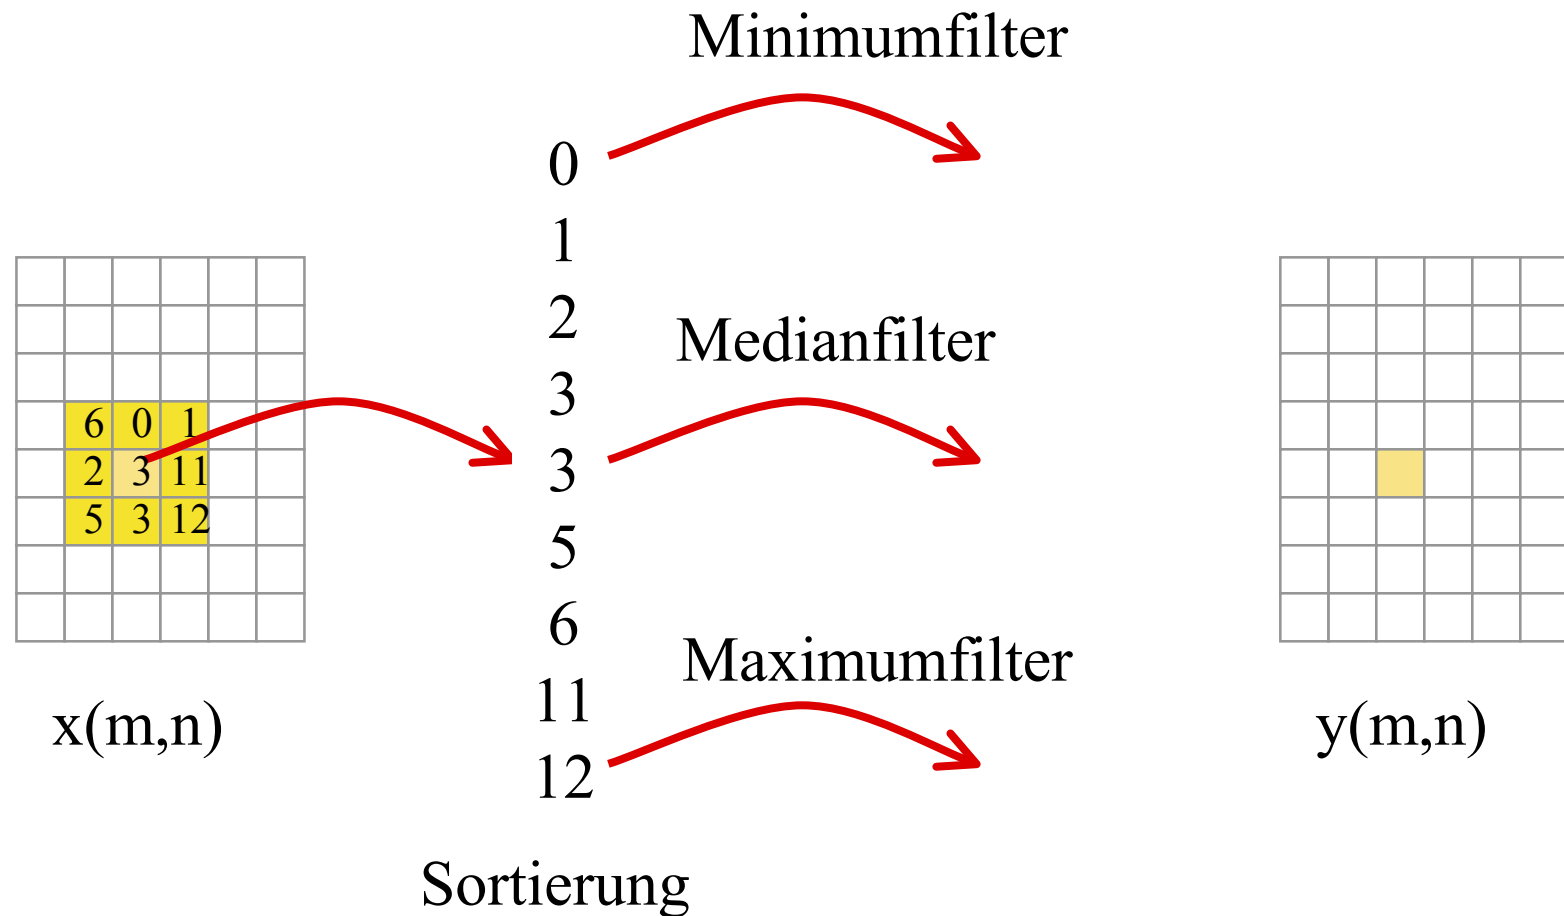 Minimumfilter
0
1
2
3
3
5
6
11
12
Medianfilter
Maximumfilter
6 0 1
2 3 11
5 3 12
x(m,n)
y(m,n)
Sortierung